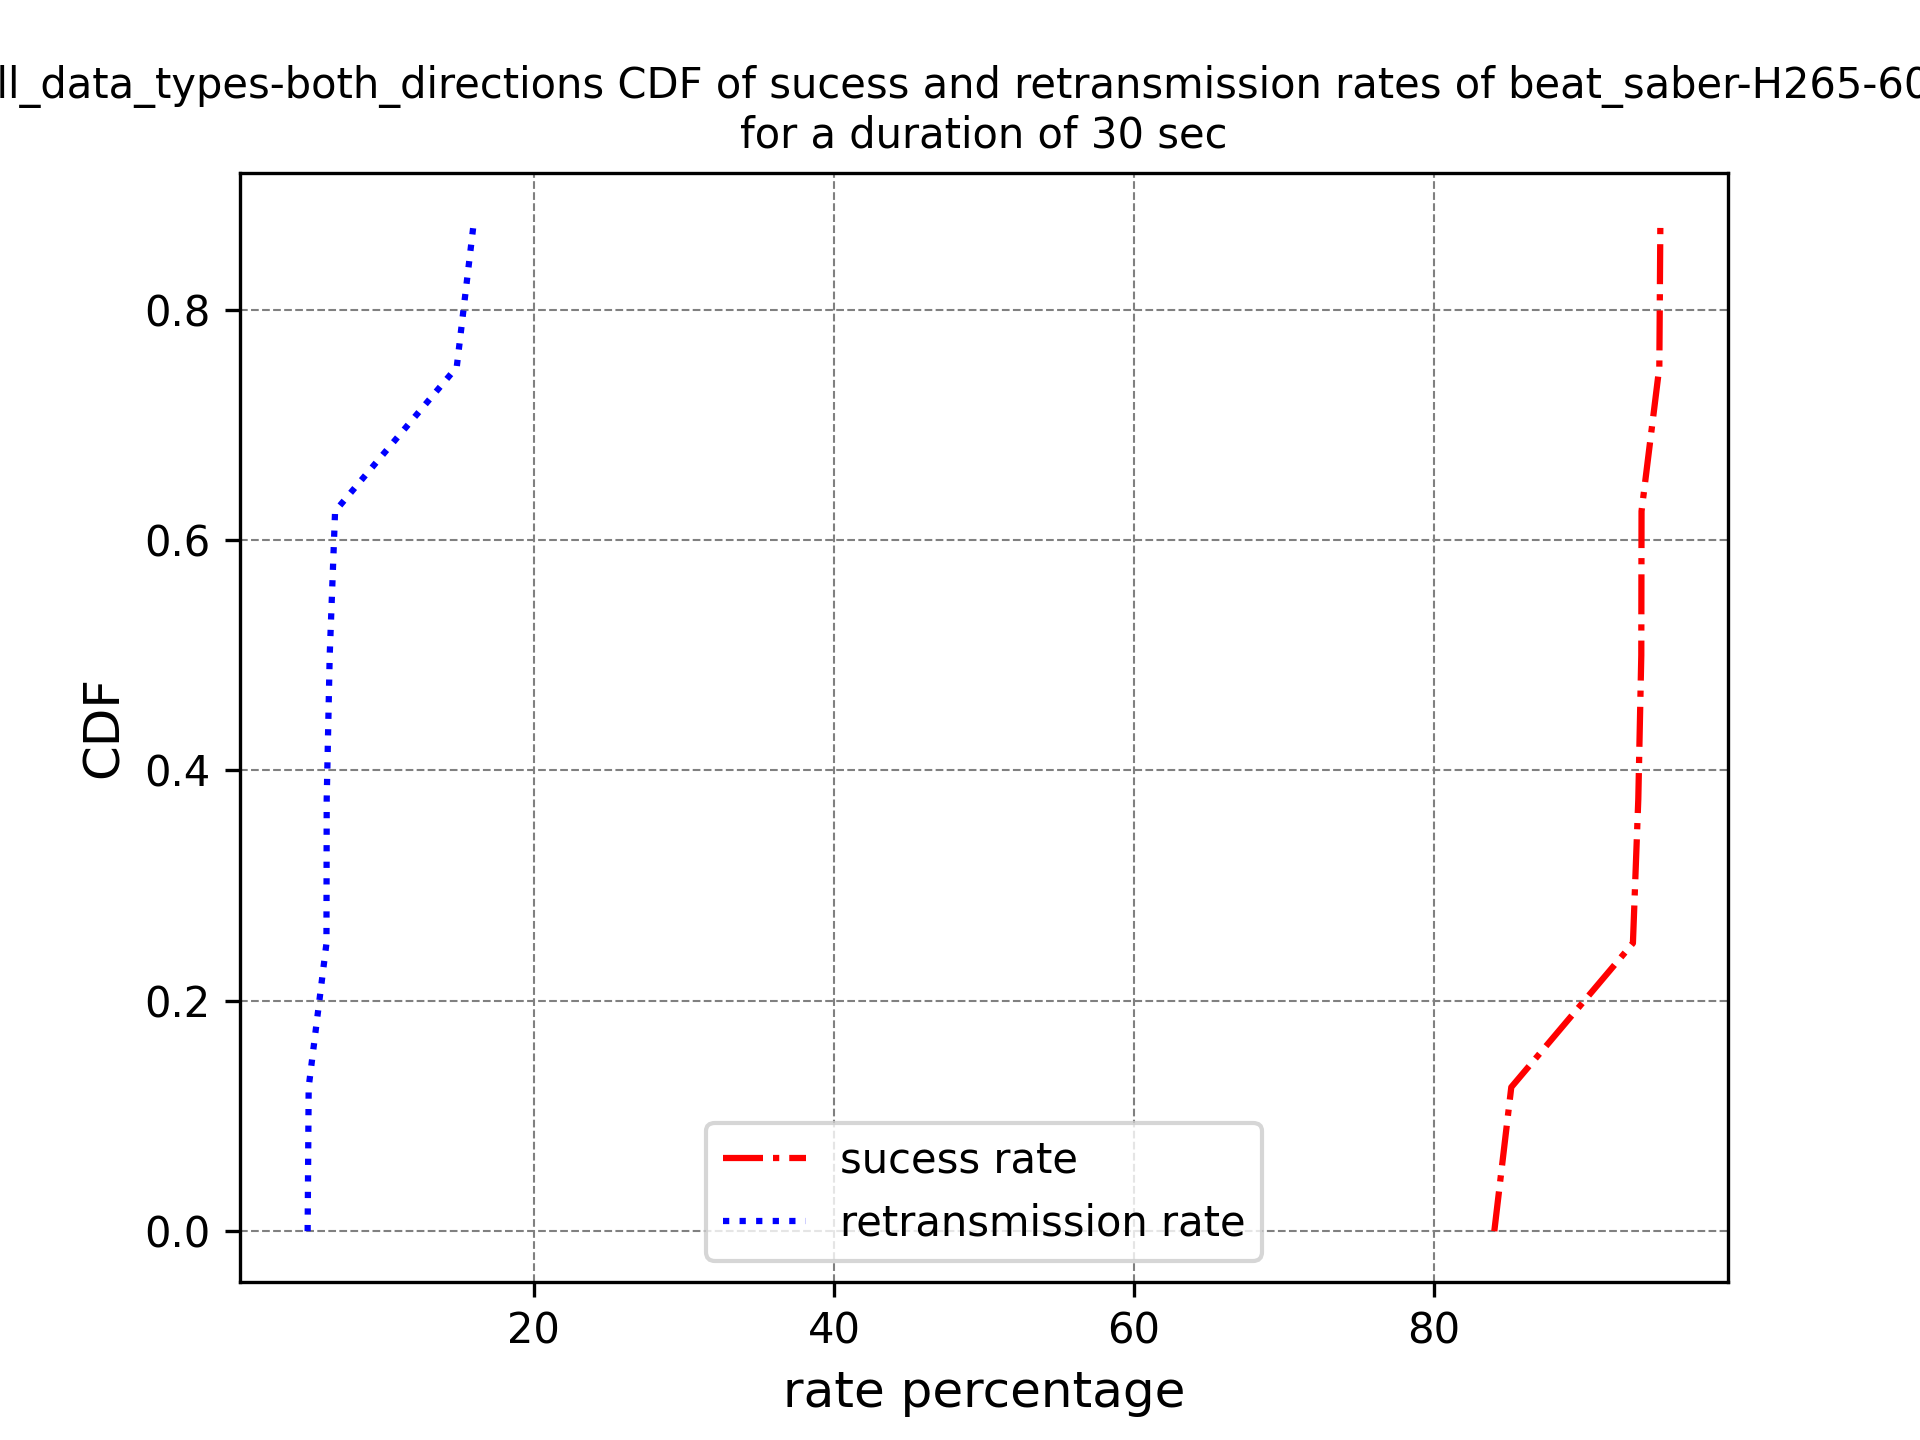 ll_data_types-both_directions CDF of sucess and retransmission rates of beat_saber-H265-60
for a duration of 30 sec
0.8
0.6
0.4
0.2
0.0
CDF
sucess rate
retransmission rate
20 40 60 80
rate percentage